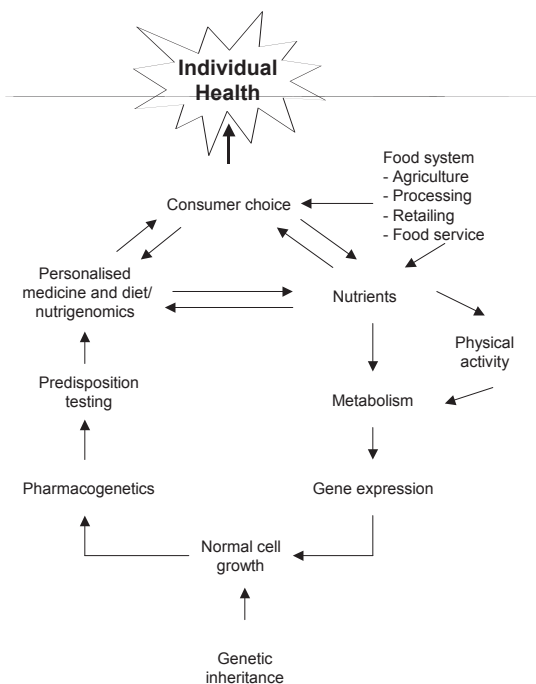 Individual
Health
Food system
- Agriculture
- Processing
- Retailing
- Food service
Consumer choice
Personalised
medicine and diet/
nutrigenomics
Nutrients
Physical
activity
Predisposition
testing
Metabolism
Pharmacogenetics
Gene expression
Normal cell
growth
Genetic
inheritance